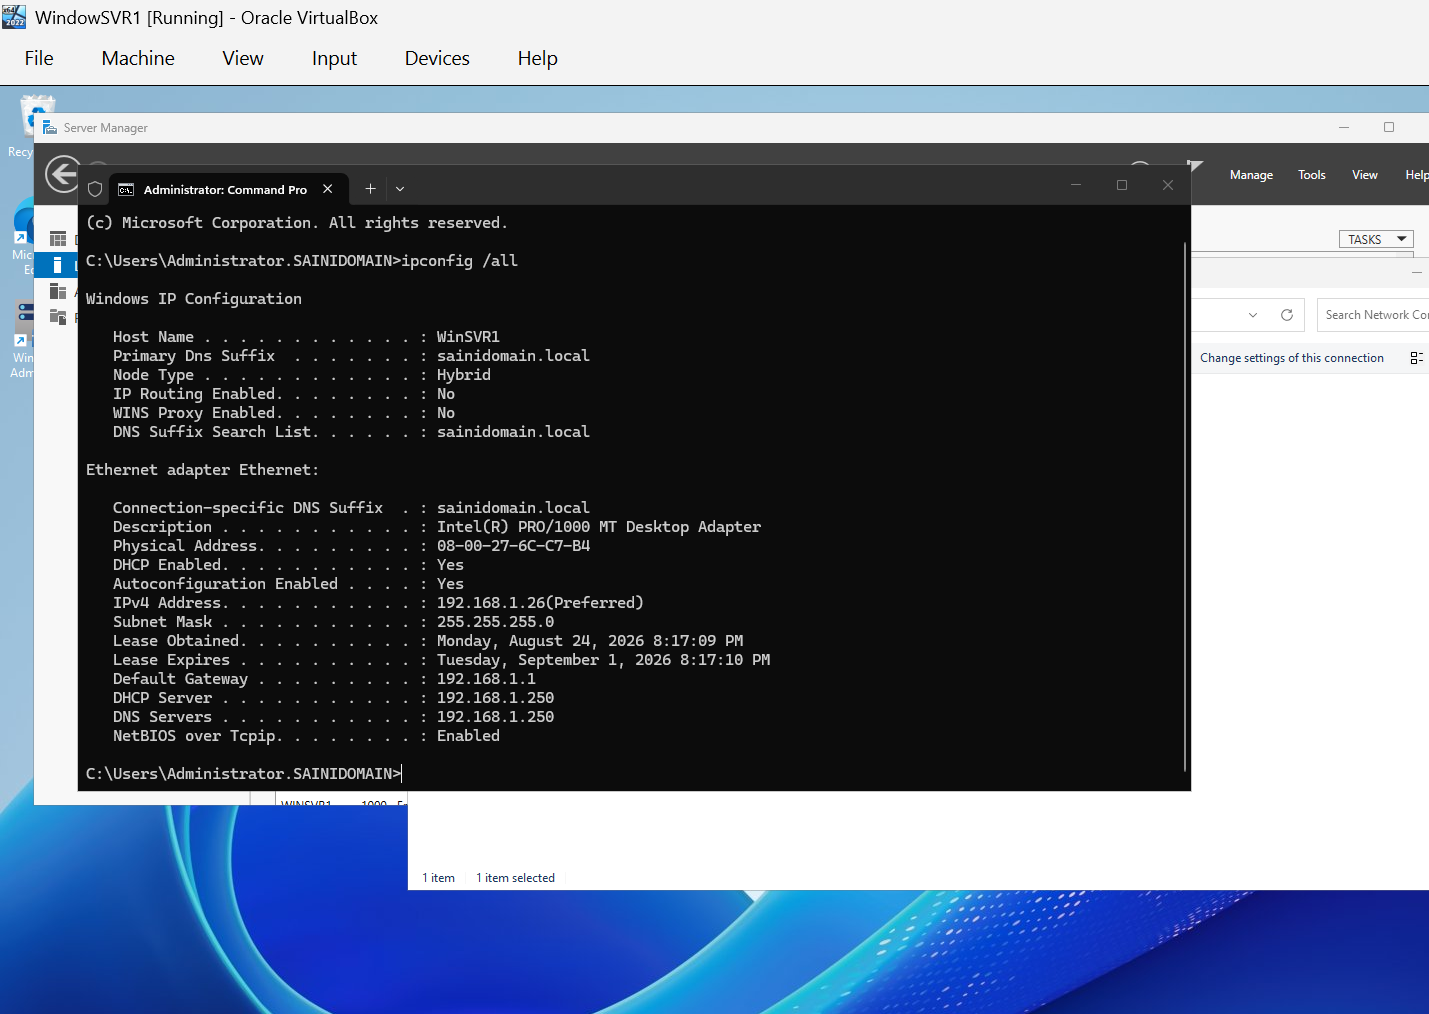 WindowSVR1 [Running] - Oracle VirtualBox
File Machine View Input Devices Help
Server Manager
Recy
Manage Tools View Help
Administrator: Command Pro
(c) Microsoft Corporation. All rights reserved.
TASKS
C:\Users\Administrator.SAINIDOMAIN>ipconfig /all
Windows IP Configuration
Host Name . . . . . . . . . . . . : WinSVR1
Primary Dns Suffix  . . . . . . . : sainidomain.local
Node Type . . . . . . . . . . . . : Hybrid
IP Routing Enabled. . . . . . . . : No
WINS Proxy Enabled. . . . . . . . : No
DNS Suffix Search List. . . . . . : sainidomain.local
Ethernet adapter Ethernet:
Connection-specific DNS Suffix  . : sainidomain.local
Description . . . . . . . . . . . : Intel(R) PRO/1000 MT Desktop Adapter
Physical Address. . . . . . . . . : 08-00-27-6C-C7-B4
DHCP Enabled. . . . . . . . . . . : Yes
Autoconfiguration Enabled . . . . : Yes
IPv4 Address. . . . . . . . . . . : 192.168.1.26(Preferred)
Subnet Mask . . . . . . . . . . . : 255.255.255.0
Lease Obtained. . . . . . . . . . : Monday, August 24, 2026 8:17:09 PM
Lease Expires . . . . . . . . . . : Tuesday, September 1, 2026 8:17:10 PM
Default Gateway . . . . . . . . . : 192.168.1.1
DHCP Server . . . . . . . . . . . : 192.168.1.250
DNS Servers . . . . . . . . . . . : 192.168.1.250
NetBIOS over Tcpip. . . . . . . . : Enabled
C:\Users\Administrator.SAINIDOMAIN>
Search Network Co
Change settings of this connection
Mic
Ed
Win
Adm
1 item 1 item selected